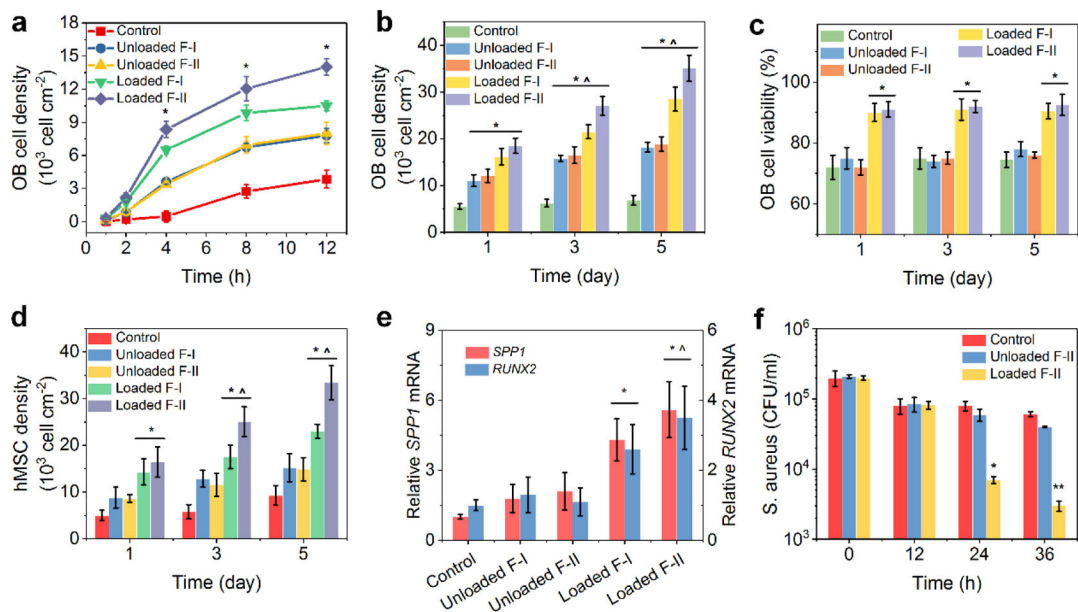 a
OB cell density
(10³ cell cm⁻²)
18
15
12
9
6
3
0
Control
Unloaded F-I
Unloaded F-II
Loaded F-I
Loaded F-II
*
*
*
0 2 4 6 8 10 12
Time (h)
b
OB cell density
(10³ cell cm⁻²)
40
30
20
10
0
Control
Unloaded F-I
Unloaded F-II
Loaded F-I
Loaded F-II
*
* ^
* ^
1 3 5
Time (day)
c
OB cell viability (%)
100
90
80
70
60
Control
Unloaded F-I
Unloaded F-II
Loaded F-I
Loaded F-II
*
*
*
1 3 5
Time (day)
d
hMSC density
(10³ cell cm⁻²)
40
30
20
10
0
Control
Unloaded F-I
Unloaded F-II
Loaded F-I
Loaded F-II
*
* ^
* ^
1 3 5
Time (day)
e
Relative SPP1 mRNA
9
6
3
0
SPP1
RUNX2
*
* ^
6
5
4
3
2
1
0
Relative RUNX2 mRNA
Control
Unloaded F-I
Unloaded F-II
Loaded F-I
Loaded F-II
f
S. aureus (CFU/ml)
10⁶
10⁵
10⁴
10³
Control
Unloaded F-II
Loaded F-II
*
**
0 12 24 36
Time (h)